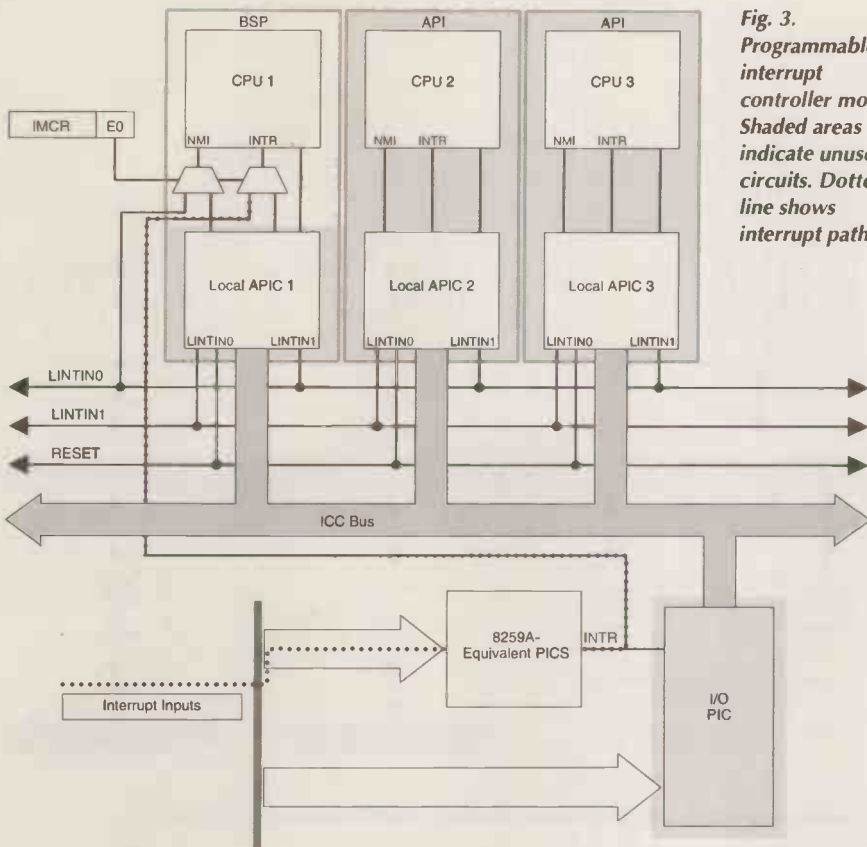 BSP
API
API
CPU 1
CPU 2
CPU 3
IMCR
E0
NMI
INTR
NMI
INTR
NMI
INTR
Local APIC 1
Local APIC 2
Local APIC 3
LINTIN0
LINTIN1
LINTIN0
LINTIN1
LINTIN0
LINTIN1
LINTIN0
LINTIN1
RESET
ICC Bus
8259A-
Equivalent PICS
INTR
Interrupt Inputs
I/O
PIC
Fig. 3.
Programmable
interrupt
controller mo
Shaded areas
indicate unuse
circuits. Dotte
line shows
interrupt path